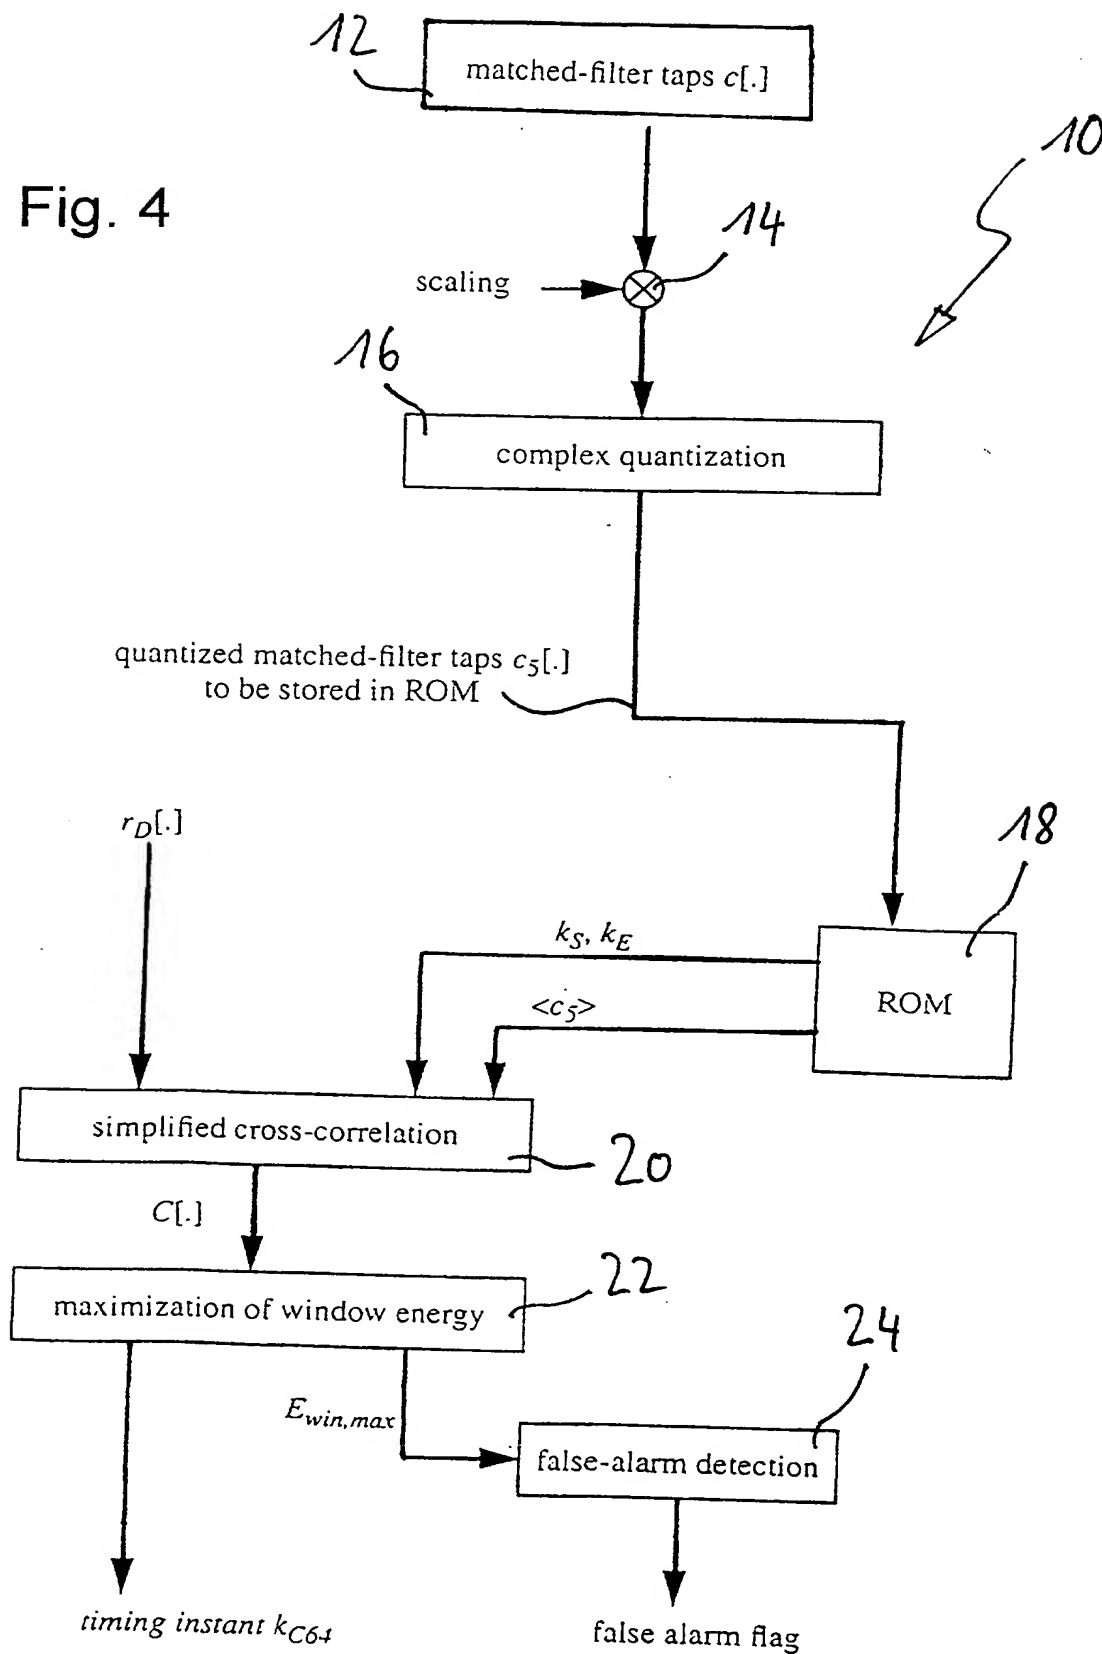 12
matched-filter taps c[.]
10
Fig. 4
14
scaling
16
complex quantization
quantized matched-filter taps c5[.]
to be stored in ROM
rD[.]
18
kS, kE
<c5>
ROM
simplified cross-correlation
20
C[.]
22
maximization of window energy
24
Ewin,max
false-alarm detection
timing instant kC64
false alarm flag